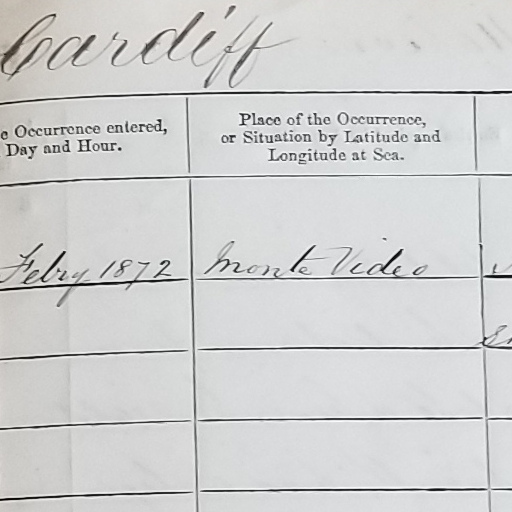 Cardiff
e Occurrence entered,
Day and Hour.
Place of the Occurrence,
or Situation by Latitude and
Longitude at Sea.
Febry 1872
Monte Video